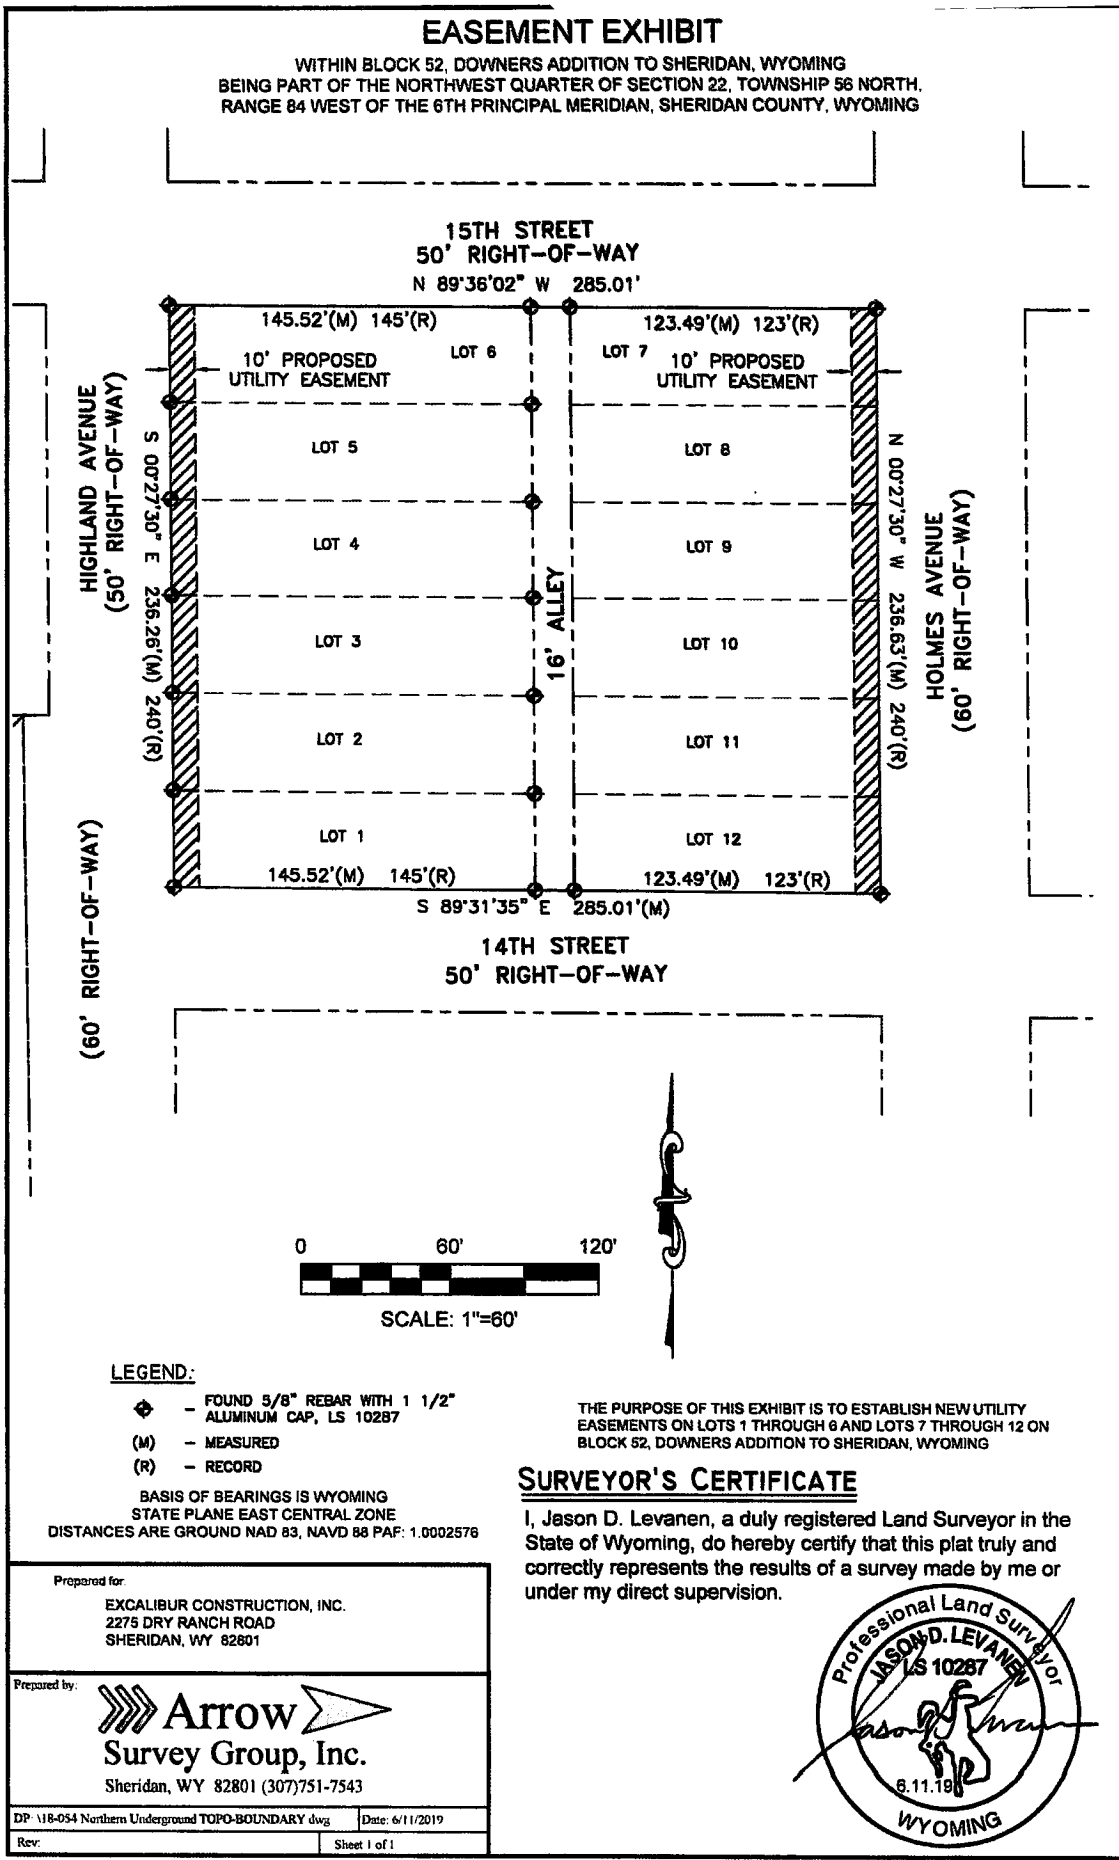 EASEMENT EXHIBIT
WITHIN BLOCK 52, DOWNERS ADDITION TO SHERIDAN, WYOMING
BEING PART OF THE NORTHWEST QUARTER OF SECTION 22, TOWNSHIP 56 NORTH,
RANGE 84 WEST OF THE 6TH PRINCIPAL MERIDIAN, SHERIDAN COUNTY, WYOMING
15TH STREET
50' RIGHT-OF-WAY
N 89°36'02" W 285.01'
145.52'(M) 145'(R)
123.49'(M) 123'(R)
LOT 6
LOT 7
10' PROPOSED
UTILITY EASEMENT
10' PROPOSED
UTILITY EASEMENT
HIGHLAND AVENUE
(50' RIGHT-OF-WAY)
S 00°27'30" E 236.26'(M) 240'(R)
LOT 5
LOT 8
LOT 4
LOT 9
LOT 3
LOT 10
LOT 2
LOT 11
LOT 1
LOT 12
16' ALLEY
N 00°27'30" W 236.63'(M) 240'(R)
HOLMES AVENUE
(60' RIGHT-OF-WAY)
(60' RIGHT-OF-WAY)
145.52'(M) 145'(R)
123.49'(M) 123'(R)
S 89°31'35" E 285.01'(M)
14TH STREET
50' RIGHT-OF-WAY
0 60' 120'
SCALE: 1"=60'
LEGEND:
- FOUND 5/8" REBAR WITH 1 1/2"
ALUMINUM CAP, LS 10287
(M) - MEASURED
(R) - RECORD
BASIS OF BEARINGS IS WYOMING
STATE PLANE EAST CENTRAL ZONE
DISTANCES ARE GROUND NAD 83, NAVD 88 PAF: 1.0002576
THE PURPOSE OF THIS EXHIBIT IS TO ESTABLISH NEW UTILITY
EASEMENTS ON LOTS 1 THROUGH 6 AND LOTS 7 THROUGH 12 ON
BLOCK 52, DOWNERS ADDITION TO SHERIDAN, WYOMING
SURVEYOR'S CERTIFICATE
I, Jason D. Levanen, a duly registered Land Surveyor in the
State of Wyoming, do hereby certify that this plat truly and
correctly represents the results of a survey made by me or
under my direct supervision.
Professional Land Surveyor
JASON D. LEVANEN
LS 10287
6.11.19
WYOMING
Prepared for:
EXCALIBUR CONSTRUCTION, INC.
2275 DRY RANCH ROAD
SHERIDAN, WY 82801
Prepared by:
Arrow
Survey Group, Inc.
Sheridan, WY 82801 (307)751-7543
DP \18-054 Northern Underground TOPO-BOUNDARY dwg
Date: 6/11/2019
Rev:
Sheet 1 of 1